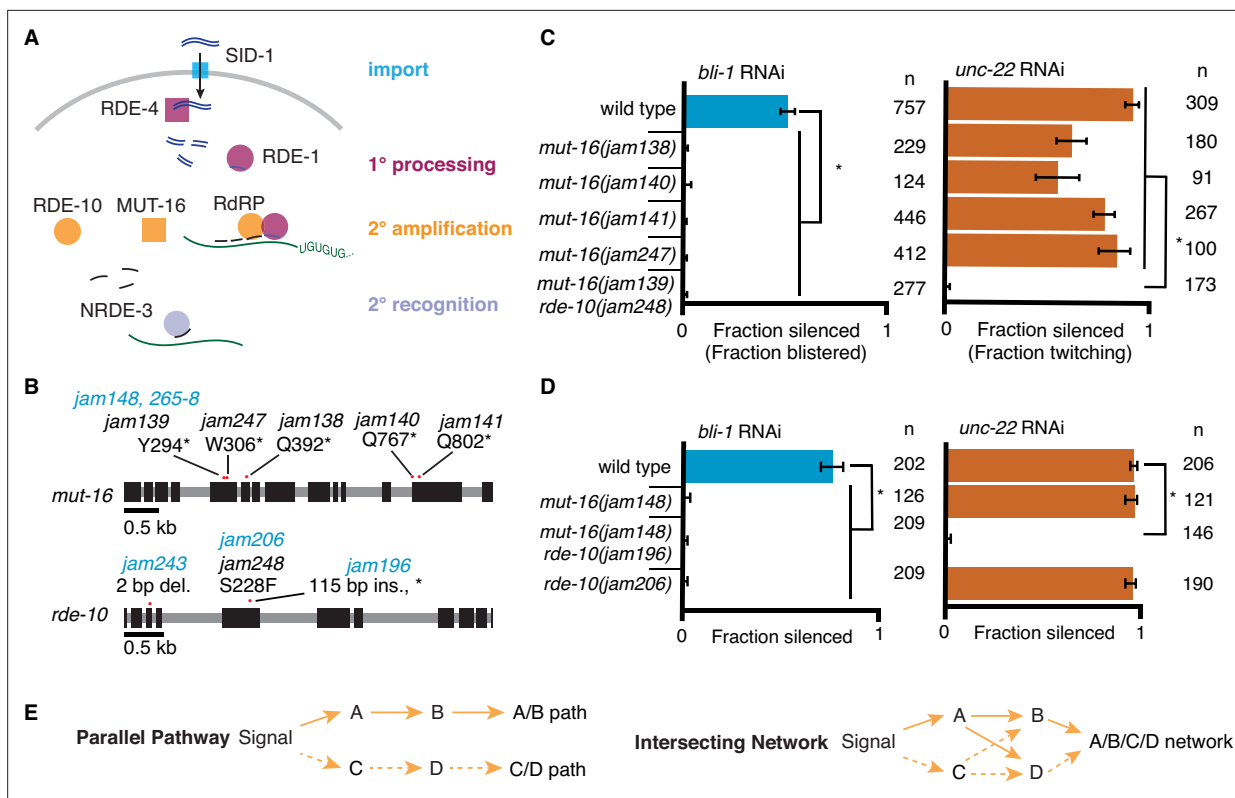 A
SID-1
import
RDE-4
RDE-1
1° processing
RDE-10 MUT-16 RdRP
2° amplification
UGUGUG...
NRDE-3
2° recognition
B
jam148, 265-8
jam139 jam247 jam138 jam140 jam141
Y294* W306* Q392* Q767* Q802*
mut-16
0.5 kb
jam206
jam243 jam248 jam196
2 bp del. S228F 115 bp ins., *
rde-10
0.5 kb
C
bli-1 RNAi n unc-22 RNAi n
wild type 757 309
mut-16(jam138) 229 180
mut-16(jam140) 124 91
mut-16(jam141) 446 267
mut-16(jam247) 412 100
mut-16(jam139) 277 173
rde-10(jam248)
* *
0 1 0 1
Fraction silenced Fraction silenced
(Fraction blistered) (Fraction twitching)
D
bli-1 RNAi n unc-22 RNAi n
wild type 202 206
mut-16(jam148) 126 121
mut-16(jam148) 209 146
rde-10(jam196)
rde-10(jam206) 209 190
* *
0 1 0 1
Fraction silenced Fraction silenced
E
Parallel Pathway Signal A B A/B path
C D C/D path
Intersecting Network Signal A B
C D A/B/C/D network